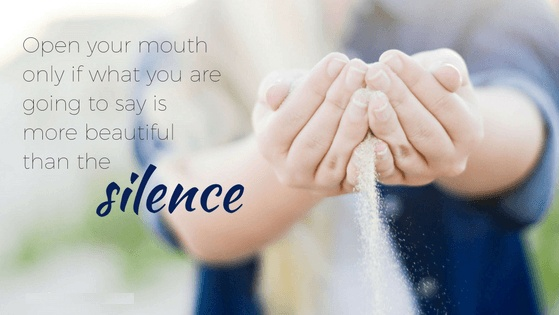 Open your mouth
only if what you are
going to say is
more beautiful
than the
silence